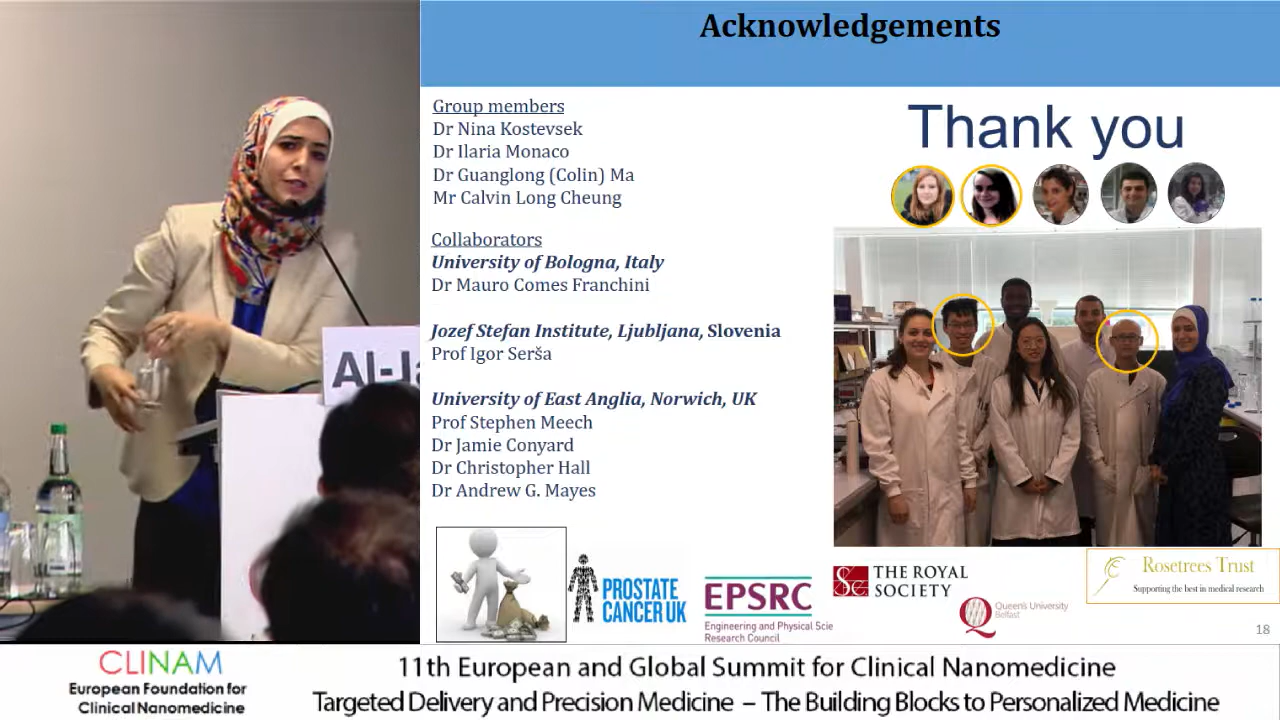 Acknowledgements
Group members
Dr Nina Kostevsek
Dr Ilaria Monaco
Dr Guanglong (Colin) Ma
Mr Calvin Long Cheung
Collaborators
University of Bologna, Italy
Dr Mauro Comes Franchini
Jozef Stefan Institute, Ljubljana, Slovenia
Prof Igor Serša
University of East Anglia, Norwich, UK
Prof Stephen Meech
Dr Jamie Conyard
Dr Christopher Hall
Dr Andrew G. Mayes
Thank you
Al-Ja
PROSTATE
CANCER UK
EPSRC
Engineering and Physical Scie
Research Council
THE ROYAL
SOCIETY
Queen's University
Belfast
Rosetrees Trust
Supporting the best in medical research
18
CLINAM
European Foundation for
Clinical Nanomedicine
11th European and Global Summit for Clinical Nanomedicine
Targeted Delivery and Precision Medicine – The Building Blocks to Personalized Medicine